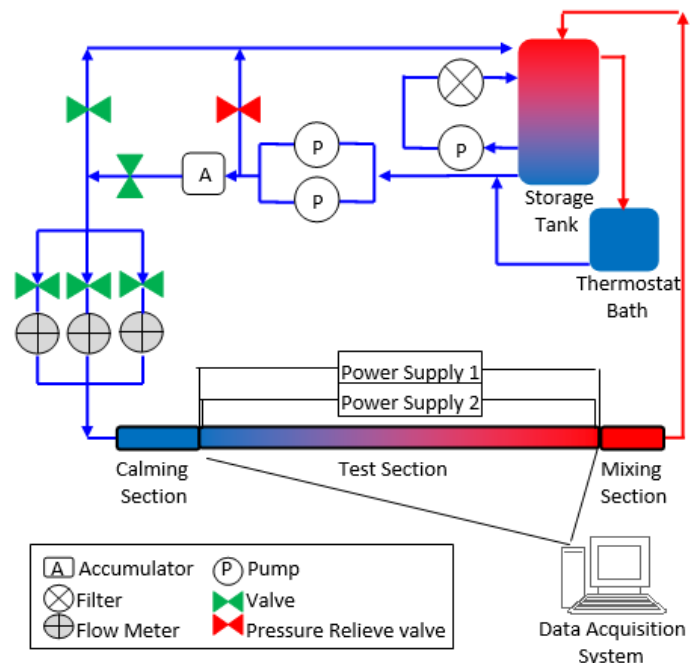 P
P
A
P
Storage
Tank
Thermostat
Bath
Power Supply 1
Power Supply 2
Calming
Section
Test Section
Mixing
Section
A Accumulator
P Pump
Filter
Valve
Flow Meter
Pressure Relieve valve
Data Acquisition
System